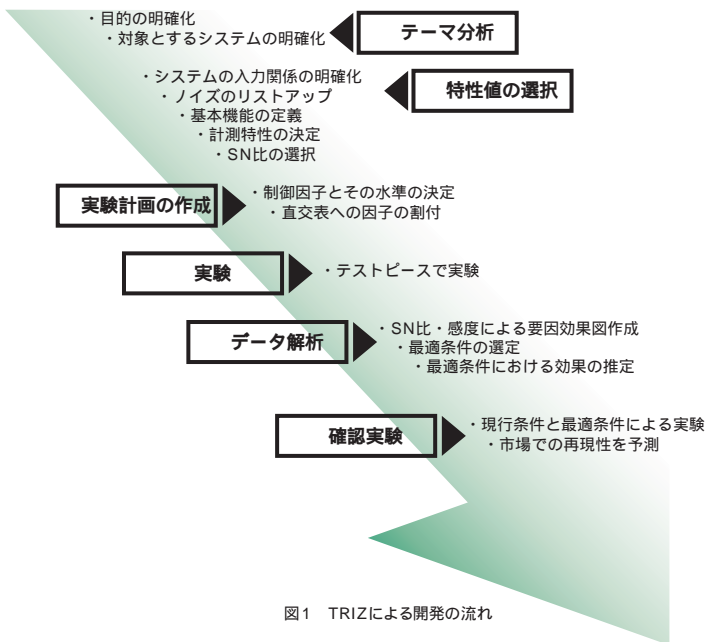 ・目的の明確化
・対象とするシステムの明確化
テーマ分析
・システムの入力関係の明確化
・ノイズのリストアップ
・基本機能の定義
・計測特性の決定
・SN比の選択
特性値の選択
実験計画の作成
・制御因子とその水準の決定
・直交表への因子の割付
実験
・テストピースで実験
データ解析
・SN比・感度による要因効果図作成
・最適条件の選定
・最適条件における効果の推定
確認実験
・現行条件と最適条件による実験
・市場での再現性を予測
図1　TRIZによる開発の流れ